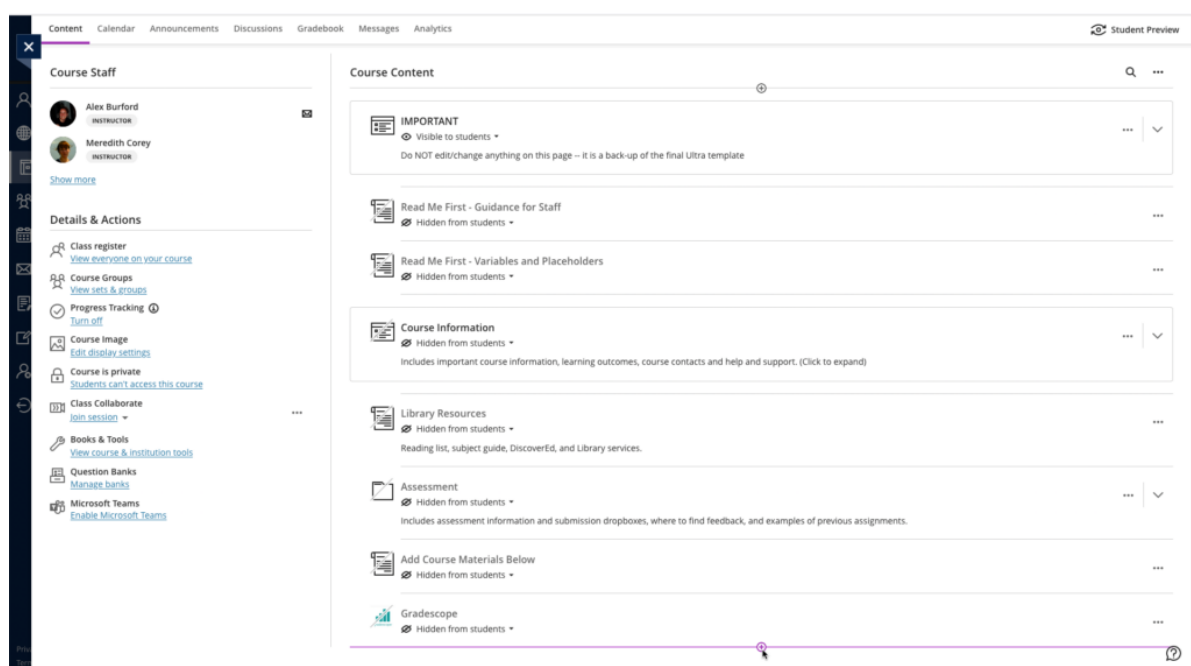 Content Calendar Announcements Discussions Gradebook Messages Analytics
Student Preview
Course Staff
Alex Burford
INSTRUCTOR
Meredith Corey
INSTRUCTOR
Show more
Details & Actions
Class register
View everyone on your course
Course Groups
View sets & groups
Progress Tracking
Turn off
Course Image
Edit display settings
Course is private
Students can't access this course
Class Collaborate
Join session
Books & Tools
View course & institution tools
Question Banks
Manage banks
Microsoft Teams
Enable Microsoft Teams
Course Content
IMPORTANT
Visible to students
Do NOT edit/change anything on this page -- it is a back-up of the final Ultra template
Read Me First - Guidance for Staff
Hidden from students
Read Me First - Variables and Placeholders
Hidden from students
Course Information
Hidden from students
Includes important course information, learning outcomes, course contacts and help and support. (Click to expand)
Library Resources
Hidden from students
Reading list, subject guide, DiscoverEd, and Library services.
Assessment
Hidden from students
Includes assessment information and submission dropboxes, where to find feedback, and examples of previous assignments.
Add Course Materials Below
Hidden from students
Gradescope
Hidden from students